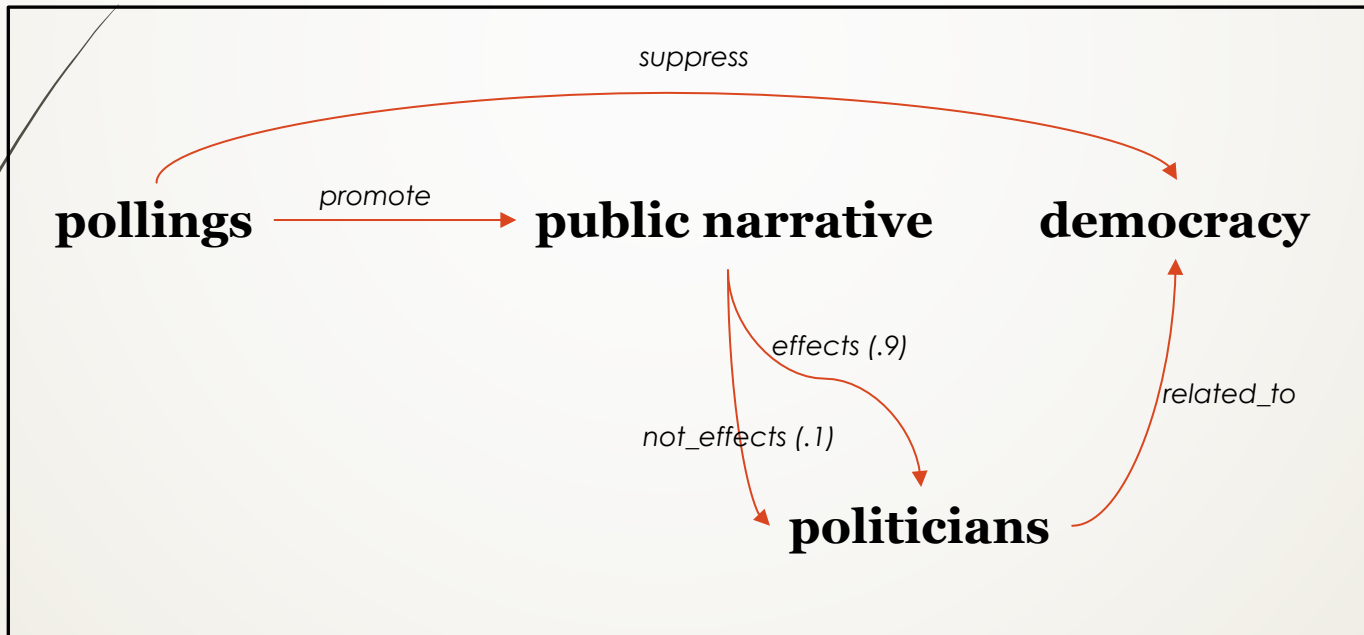 suppress
promote
pollings public narrative democracy
effects (.9)
related_to
not_effects (.1)
politicians